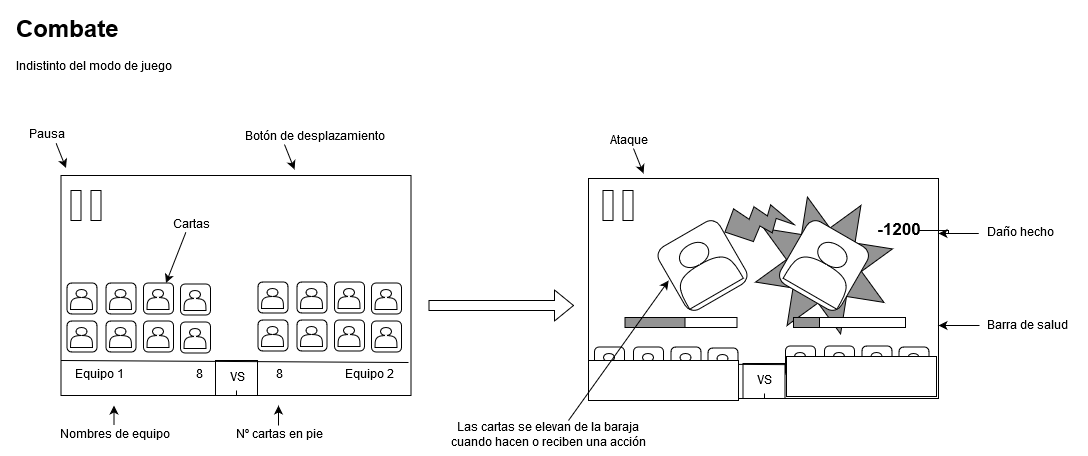 Combate
Indistinto del modo de juego
Pausa
Botón de desplazamiento
Cartas
Equipo 1
8
VS
8
Equipo 2
Nombres de equipo
Nº cartas en pie
Ataque
-1200
Daño hecho
Barra de salud
VS
Las cartas se elevan de la baraja
cuando hacen o reciben una acción